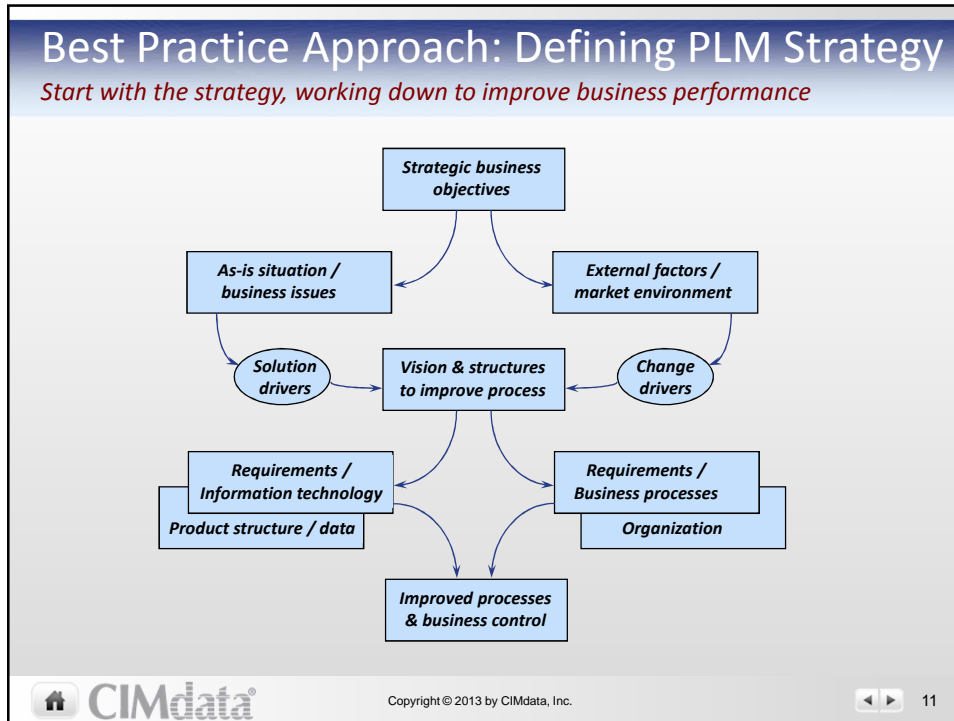 Best Practice Approach: Defining PLM Strategy
Start with the strategy, working down to improve business performance
Strategic business
objectives
As-is situation /
business issues
External factors /
market environment
Solution
drivers
Vision & structures
to improve process
Change
drivers
Requirements /
Information technology
Product structure / data
Requirements /
Business processes
Organization
Improved processes
& business control
CIMdata®
Copyright © 2013 by CIMdata, Inc.
11